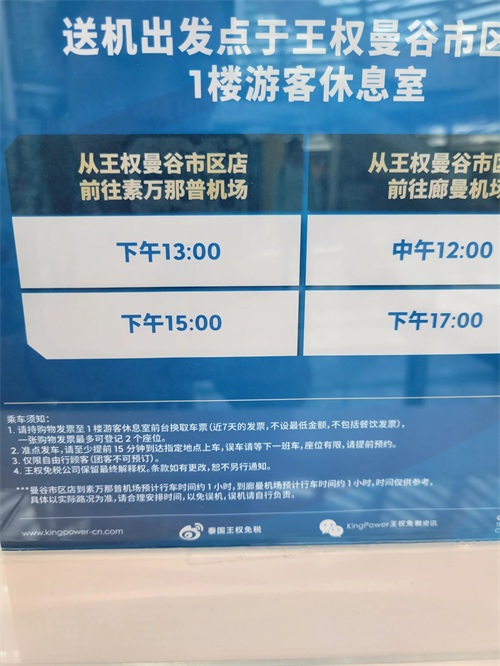 送机出发点于王权曼谷市区
1楼游客休息室
从王权曼谷市区店
前往素万那普机场
从王权曼谷市区
前往廊曼机场
下午13:00
中午12:00
下午15:00
下午17:00
乘车须知：
1. 请持购物发票至1楼游客休息室前台换取车票（近7天的发票，不设最低金额，不包括餐饮发票），
一张购物发票最多可登记2个座位。
2. 准点发车，请至少提前15分钟到达指定地点上车，误车请等下一班车，座位有限，请提前预约。
3. 仅限自由行顾客（团客不可预订）。
4. 王权免税公司保留最终解释权。条款如有更改，恕不另行通知。
***曼谷市区店到素万那普机场预计行车时间约1小时，到廊曼机场预计行车时间约1小时，时间仅供参考。
具体以实际路况为准，请合理安排时间，以免误机，误机请自行负责。
www.kingpower-cn.com
泰国王权免税
KingPower王权免税资讯